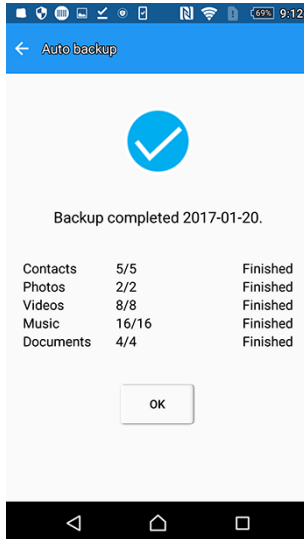 69% 9:12
Auto backup
Backup completed 2017-01-20.
Contacts 5/5 Finished
Photos 2/2 Finished
Videos 8/8 Finished
Music 16/16 Finished
Documents 4/4 Finished
OK